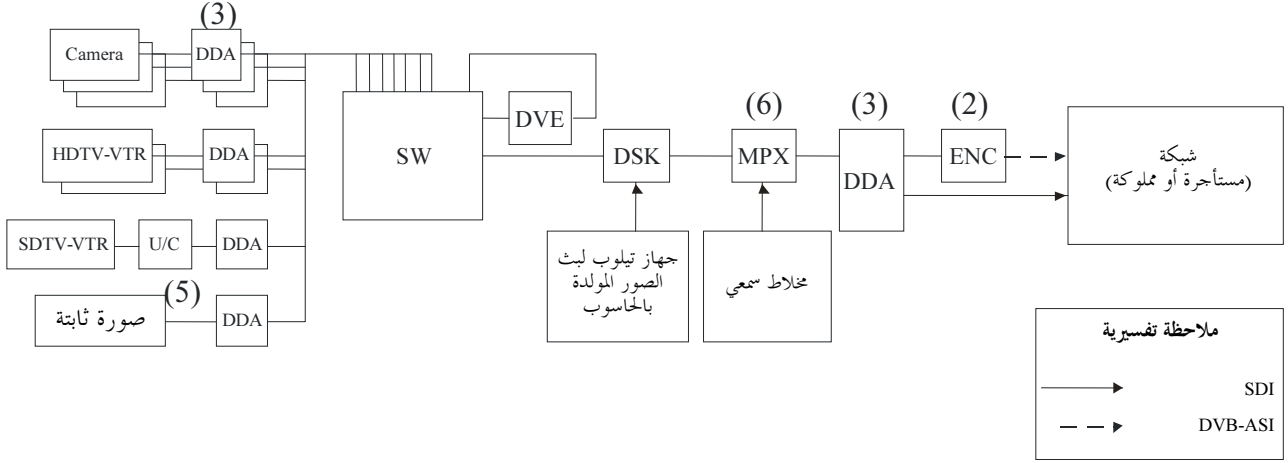 (3)
Camera
DDA
HDTV-VTR
DDA
SDTV-VTR
U/C
DDA
(5)
صورة ثابتة
DDA
SW
DVE
DSK
(6)
MPX
(3)
DDA
(2)
ENC
شبكة
(مستأجرة أو مملوكة)
جهاز تيلوب لبث
الصور المولدة
بالحاسوب
مخلاط سمعي
ملاحظة تفسيرية
SDI
DVB-ASI